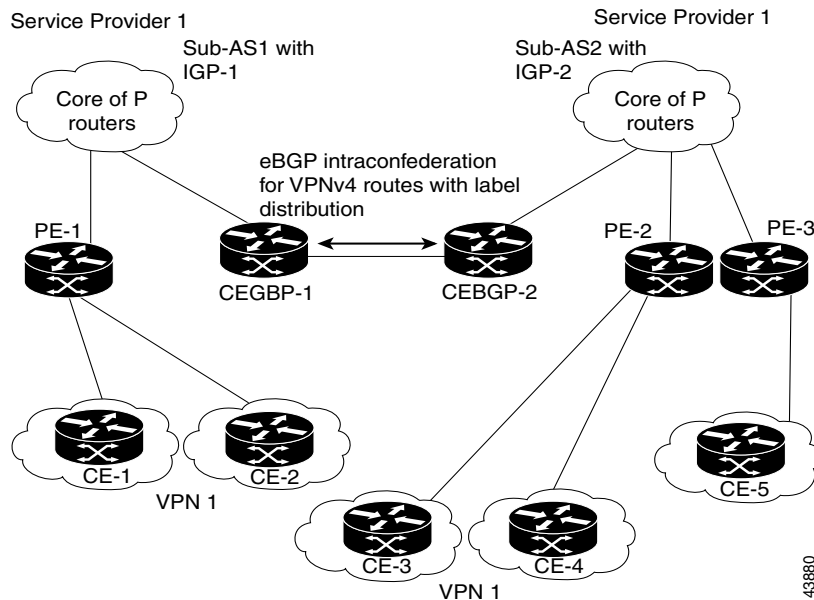 Service Provider 1
Service Provider 1
Sub-AS1 with
IGP-1
Sub-AS2 with
IGP-2
Core of P
routers
Core of P
routers
eBGP intraconfederation
for VPNv4 routes with label
distribution
PE-1
PE-2
PE-3
CEGBP-1
CEBGP-2
CE-1
CE-2
CE-5
VPN 1
CE-3
CE-4
VPN 1
43880